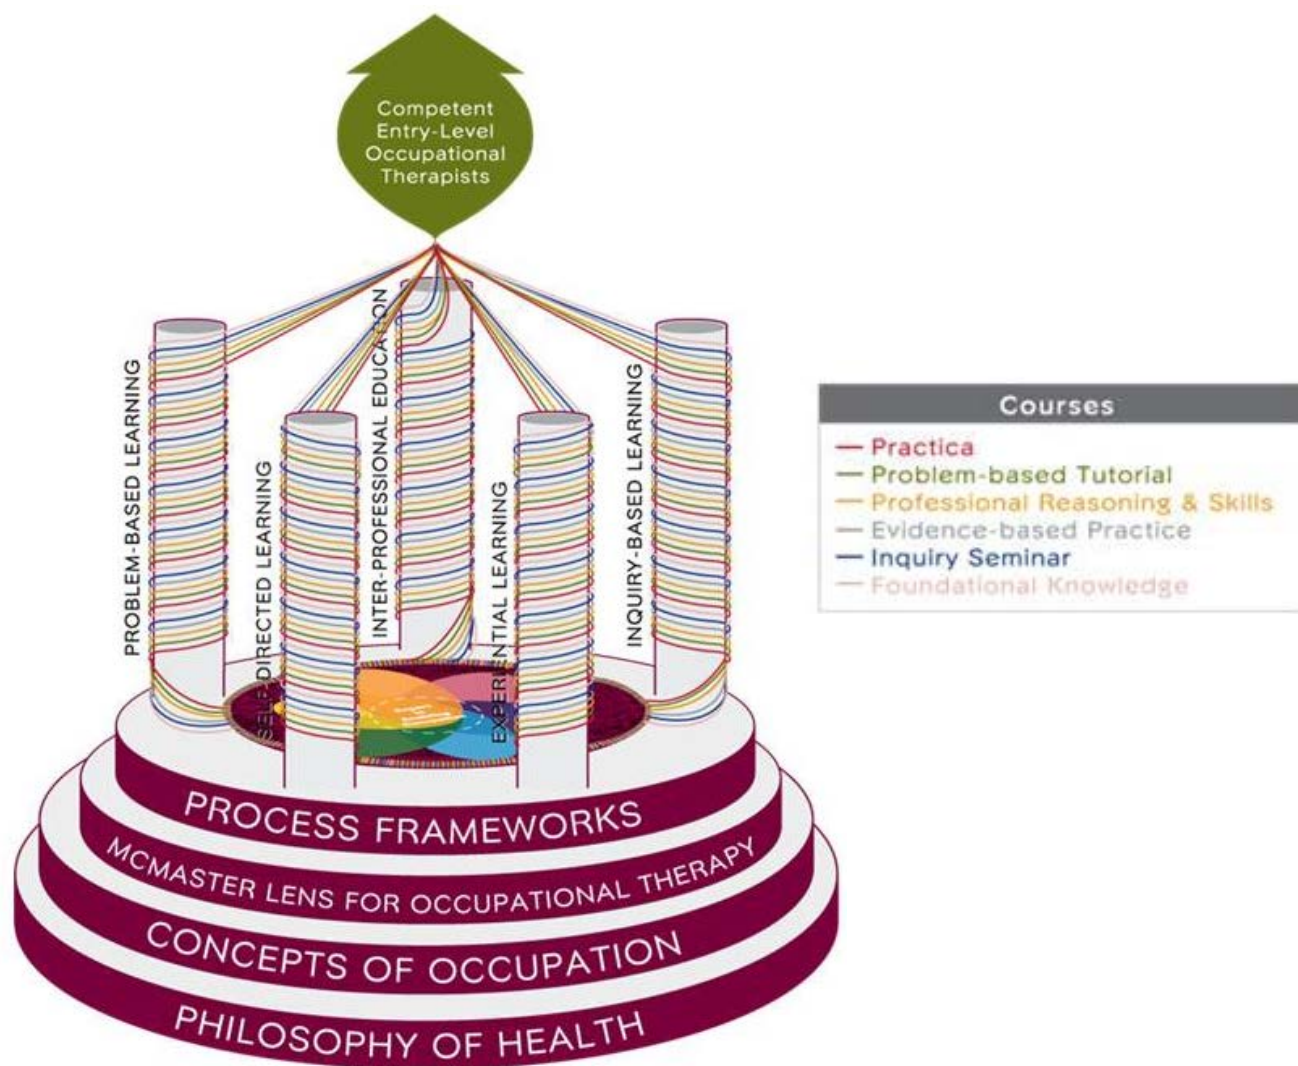 Competent
Entry-Level
Occupational
Therapists
PROBLEM-BASED LEARNING
SELF-DIRECTED LEARNING
INTER-PROFESSIONAL EDUCATION
EXPERIENTIAL LEARNING
INQUIRY-BASED LEARNING
Courses
Practica
Problem-based Tutorial
Professional Reasoning & Skills
Evidence-based Practice
Inquiry Seminar
Foundational Knowledge
PROCESS FRAMEWORKS
MCMASTER LENS FOR OCCUPATIONAL THERAPY
CONCEPTS OF OCCUPATION
PHILOSOPHY OF HEALTH